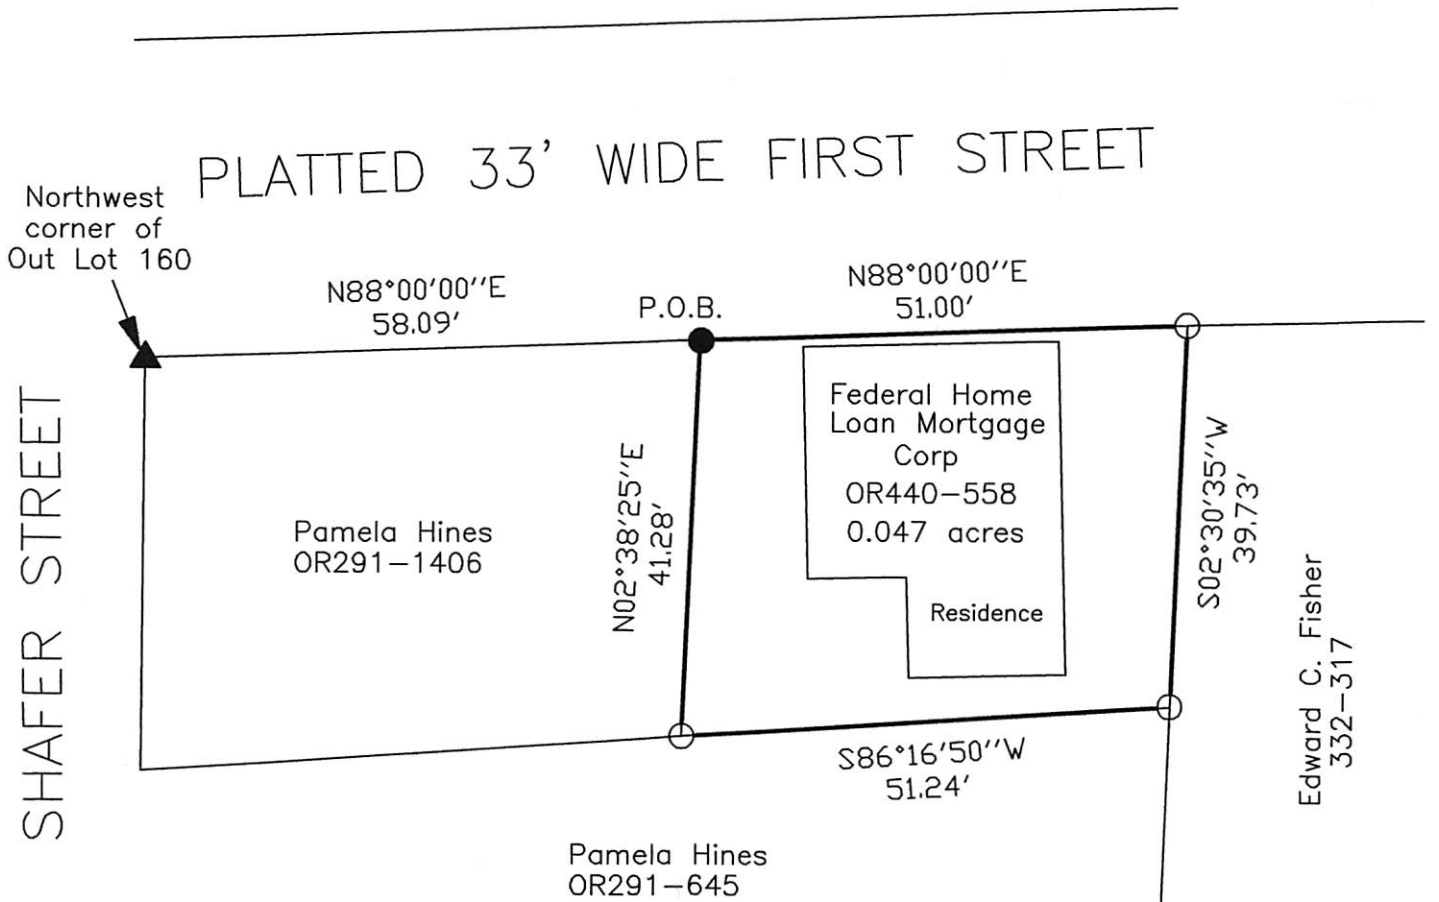 PLATTED 33' WIDE FIRST STREET
Northwest
corner of
Out Lot 160
N88°00'00''E
58.09'
P.O.B.
N88°00'00''E
51.00'
SHAFER STREET
Pamela Hines
OR291-1406
N02°38'25''E
41.28'
Federal Home
Loan Mortgage
Corp
OR440-558
0.047 acres
Residence
S02°30'35''W
39.73'
Edward C. Fisher
332-317
S86°16'50''W
51.24'
Pamela Hines
OR291-645